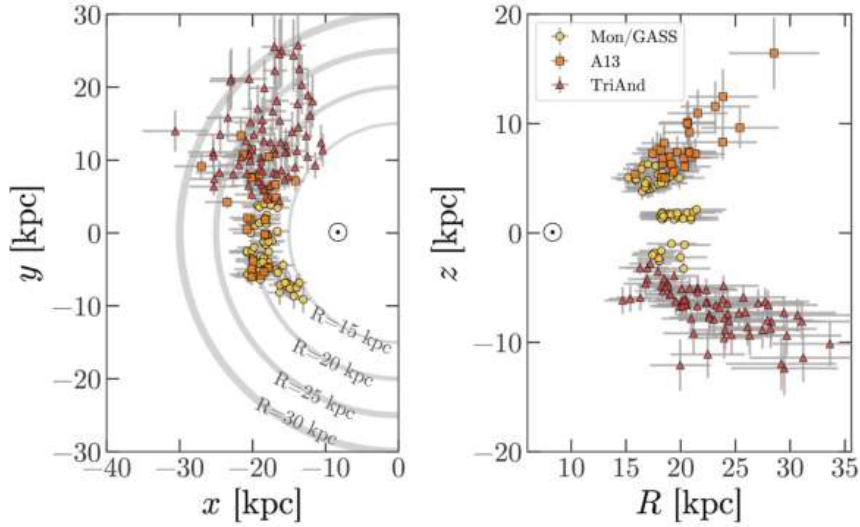 30
20
10
0
−10
−20
−30
y [kpc]
R=15 kpc
R=20 kpc
R=25 kpc
R=30 kpc
−40
−30
−20
−10
0
x [kpc]
20
10
0
−10
−20
z [kpc]
Mon/GASS
A13
TriAnd
10
15
20
25
30
35
R [kpc]